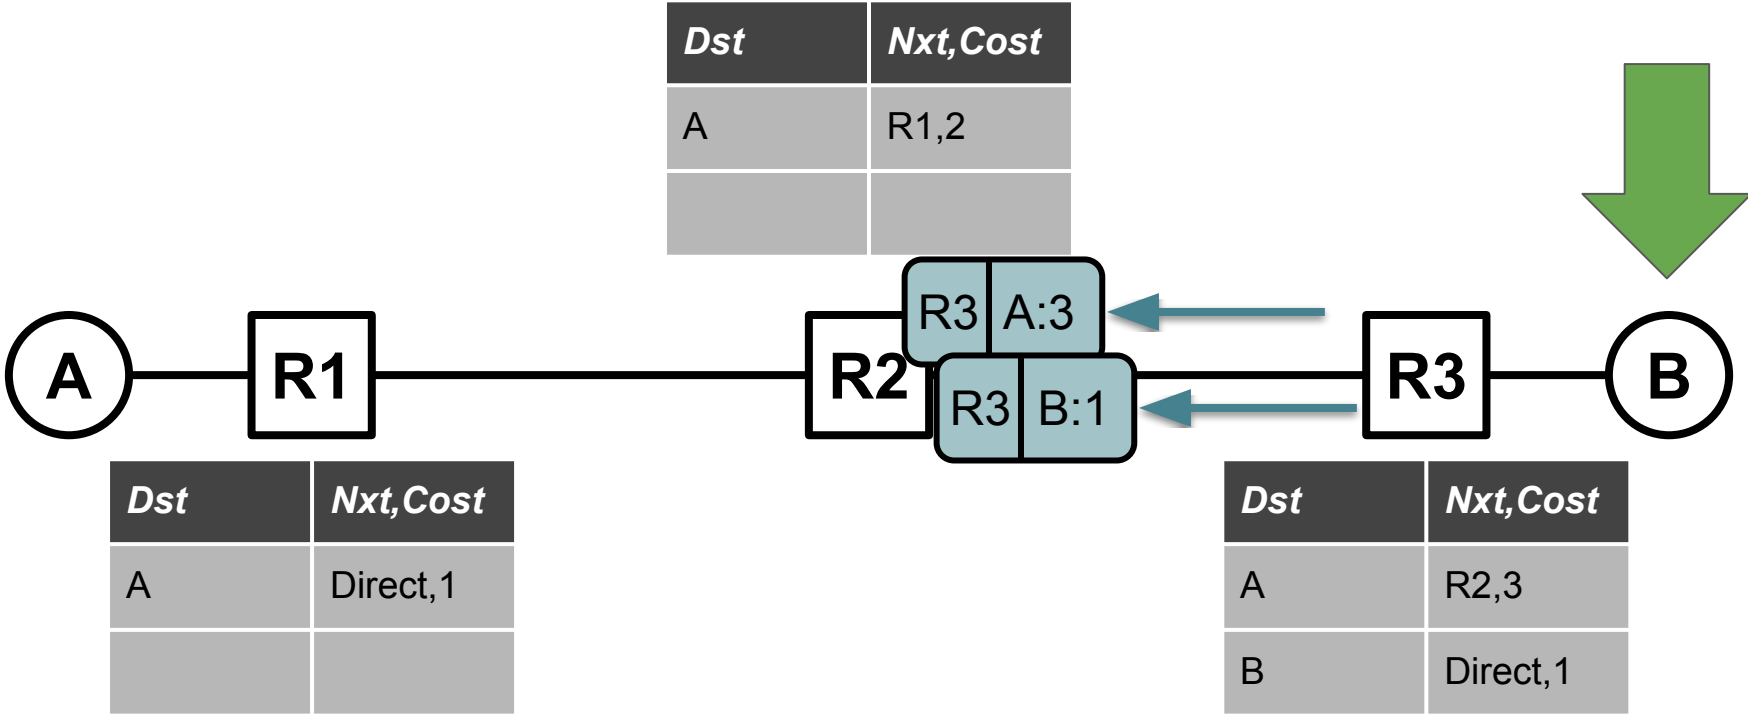 Dst Nxt,Cost
A R1,2
R3 A:3
A R1 R2 R3 B
R3 B:1
Dst Nxt,Cost
A Direct,1
Dst Nxt,Cost
A R2,3
B Direct,1